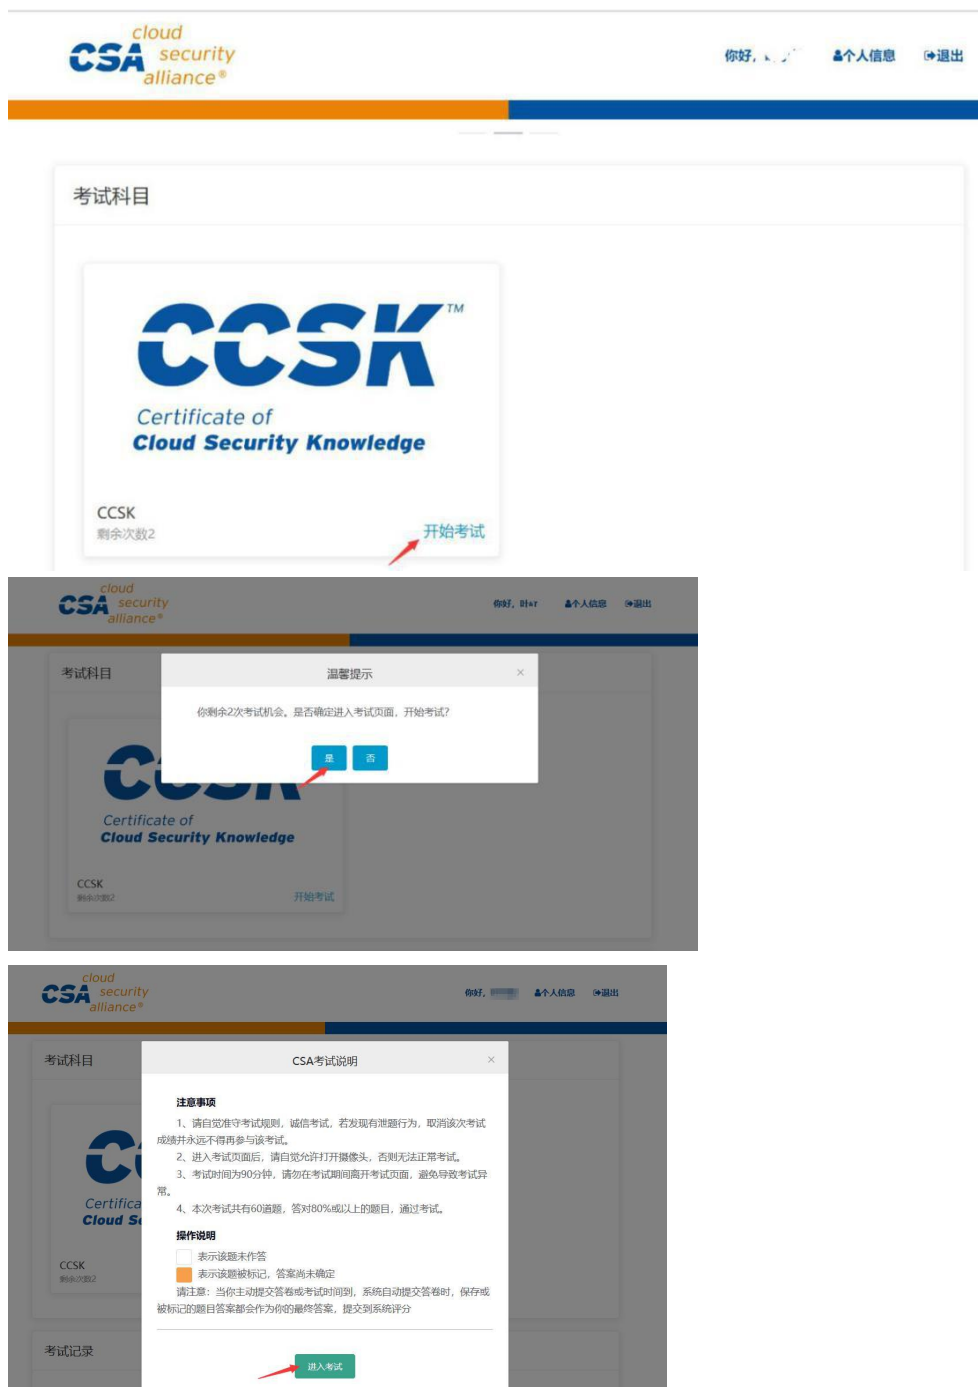 cloud
CSA security
alliance®
你好,
个人信息
退出
考试科目
CCSK™
Certificate of
Cloud Security Knowledge
CCSK
剩余次数2
开始考试
cloud
CSA security
alliance®
你好,
个人信息
退出
考试科目
温馨提示
×
你剩余2次考试机会。是否确定进入考试页面，开始考试?
是
否
Certificate of
Cloud Security Knowledge
CCSK
剩余次数2
开始考试
cloud
CSA security
alliance®
你好,
个人信息
退出
考试科目
CSA考试说明
×
注意事项
1、请自觉准守考试规则，诚信考试，若发现有泄题行为，取消该次考试
成绩并永远不得再参与该考试。
2、进入考试页面后，请自觉允许打开摄像头，否则无法正常考试。
3、考试时间为90分钟，请勿在考试期间离开考试页面，避免导致考试异
常。
4、本次考试共有60道题，答对80%或以上的题目，通过考试。
操作说明
表示该题未作答
表示该题被标记，答案尚未确定
请注意：当你主动提交答卷或考试时间到，系统自动提交答卷时，保存或
被标记的题目答案都会作为你的最终答案，提交到系统评分
Certifica
Cloud Se
CCSK
剩余次数2
考试记录
进入考试